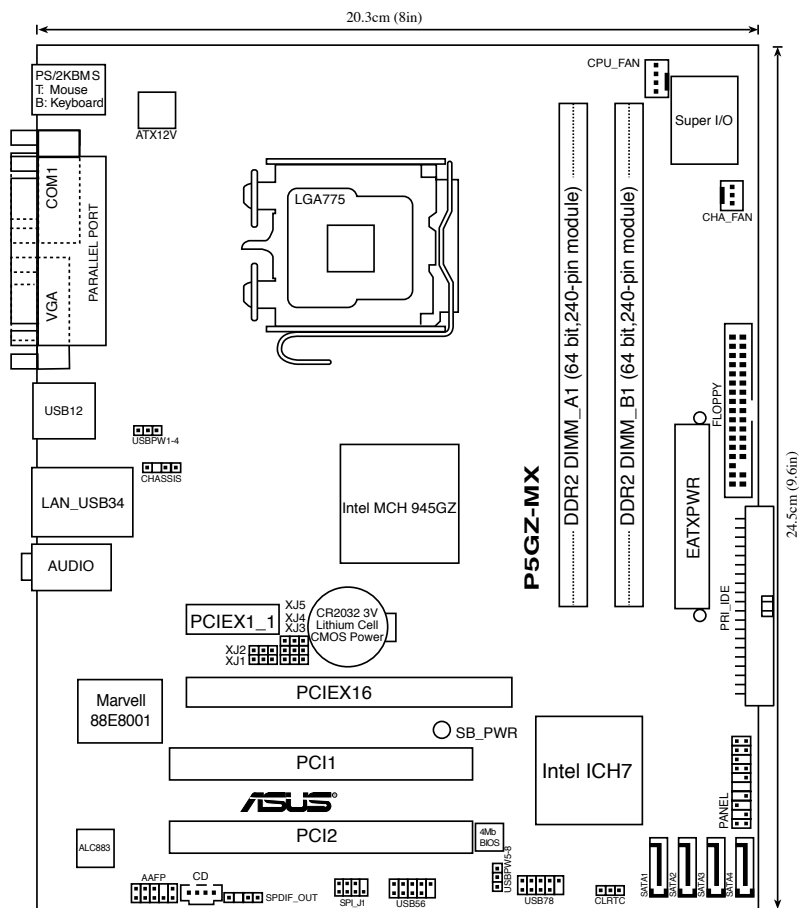 20.3cm (8in)
PS/2KBMS
T: Mouse
B: Keyboard
ATX12V
CPU_FAN
Super I/O
CHA_FAN
COM1
PARALLEL PORT
VGA
LGA775
DDR2 DIMM_A1 (64 bit,240-pin module)
DDR2 DIMM_B1 (64 bit,240-pin module)
FLOPPY
24.5cm (9.6in)
USB12
USBPW1-4
CHASSIS
LAN_USB34
Intel MCH 945GZ
P5GZ-MX
EATXPWR
AUDIO
PRI_IDE
PCIEX1_1
XJ5
XJ4
XJ3
CR2032 3V
Lithium Cell
CMOS Power
XJ2
XJ1
PCIEX16
Marvell
88E8001
SB_PWR
PCI1
Intel ICH7
ASUS
®
PANEL
PCI2
4Mb
BIOS
ALC883
USBPW5-8
SATA1
SATA2
SATA3
SATA4
AAFP
CD
SPDIF_OUT
SPI_J1
USB56
USB78
CLRTC